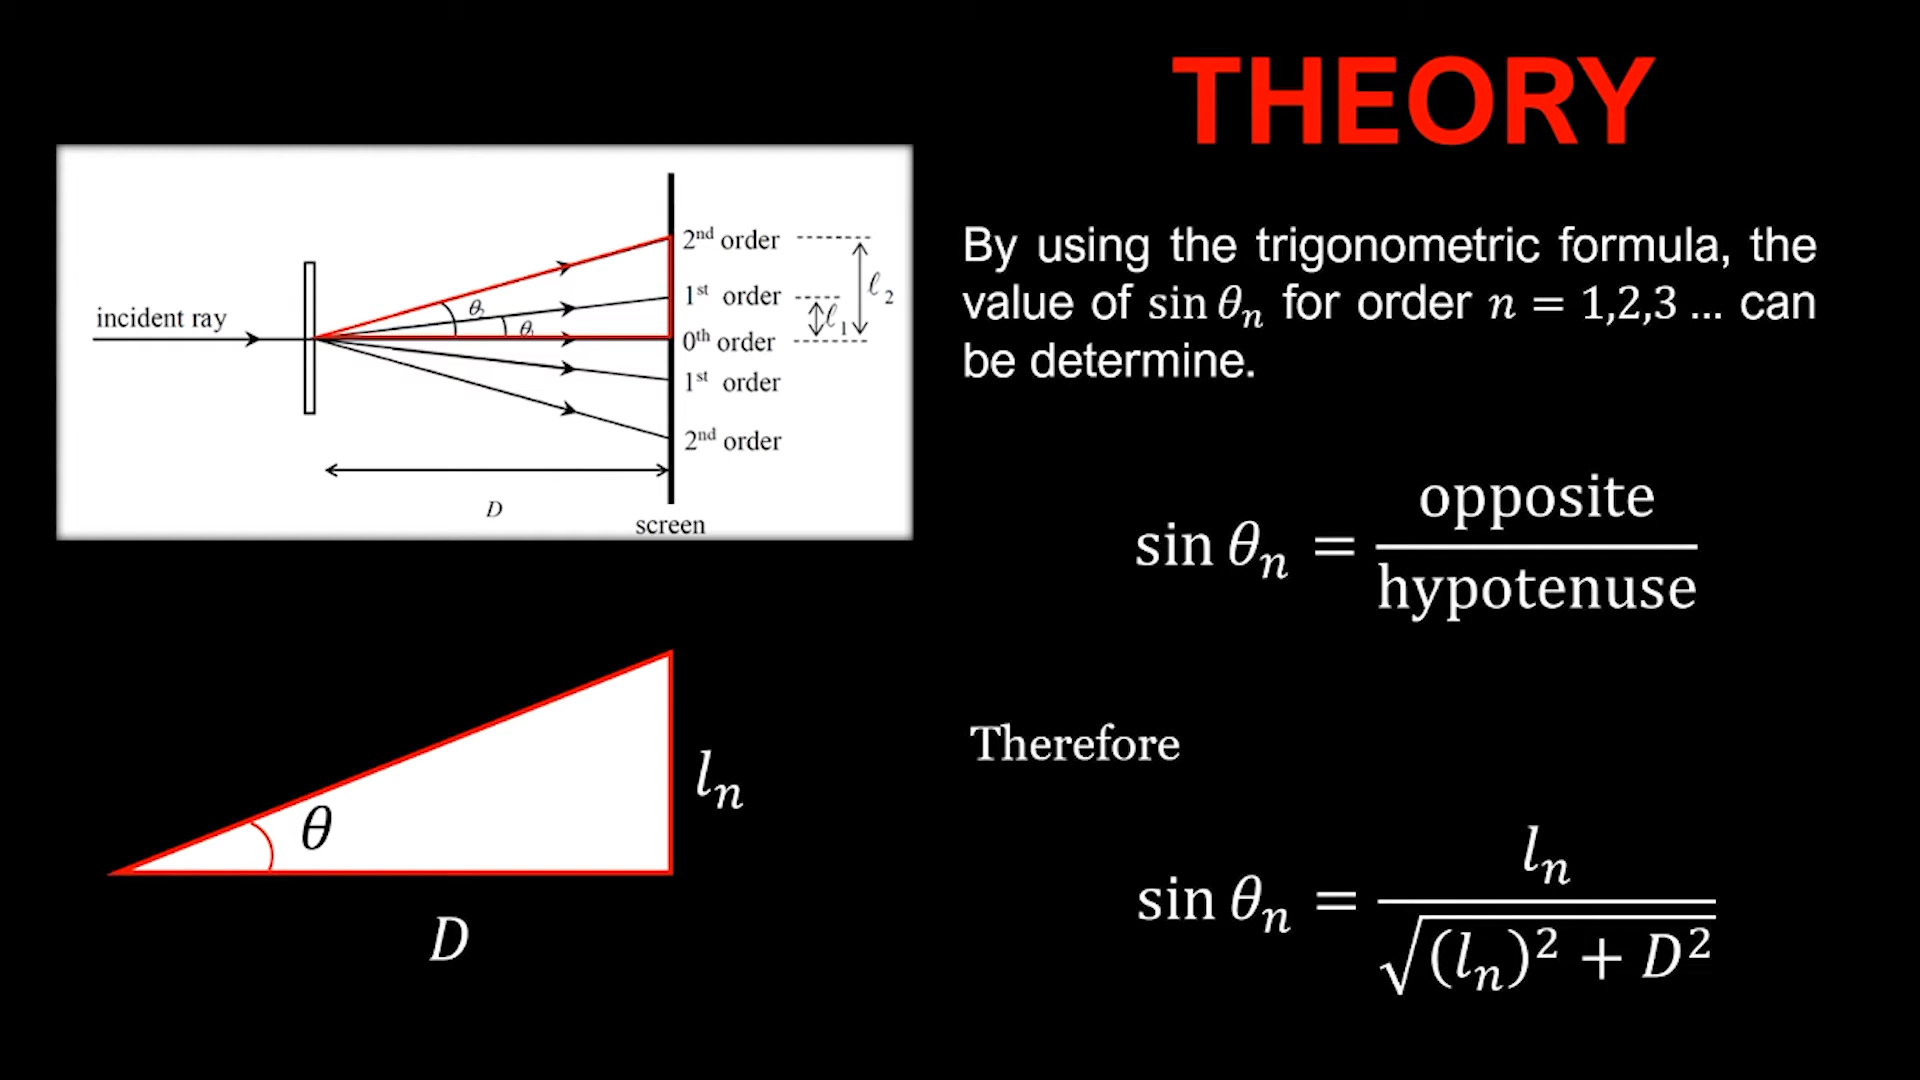 THEORY
incident ray
2nd order
1st order
0th order
1st order
2nd order
ℓ2
ℓ1
θ2
θ1
D
screen
By using the trigonometric formula, the
value of sin θn for order n = 1,2,3 ... can
be determine.
sin θn = opposite / hypotenuse
θ
ln
D
Therefore
sin θn = ln / √(ln)² + D²